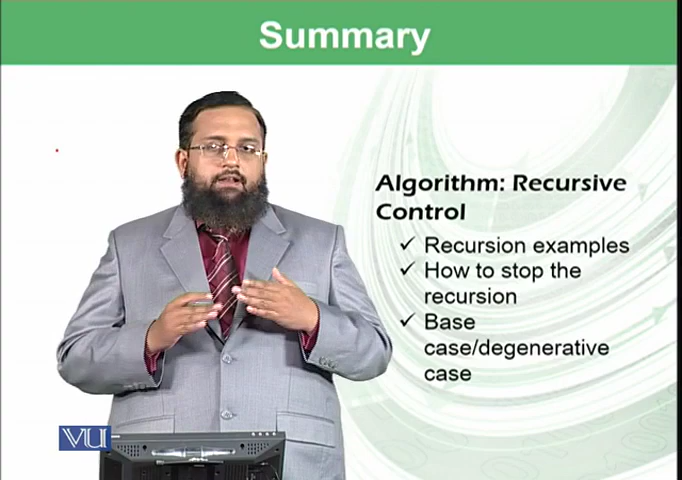 Summary
Algorithm: Recursive
Control
✓ Recursion examples
✓ How to stop the
recursion
✓ Base
case/degenerative
case
VU